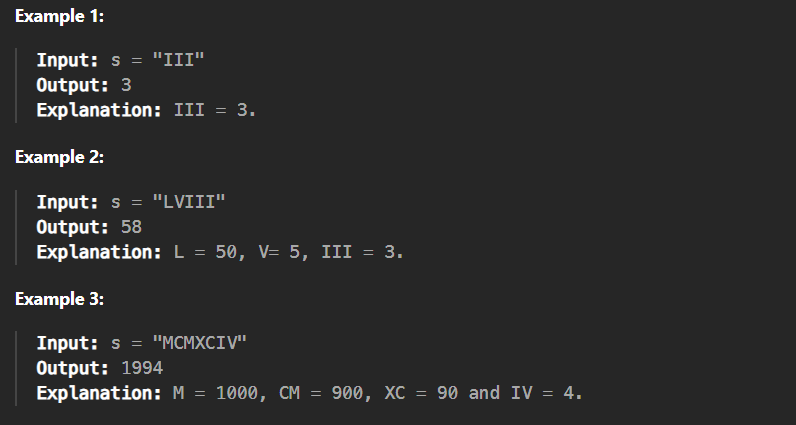 Example 1:
Input: s = "III"
Output: 3
Explanation: III = 3.
Example 2:
Input: s = "LVIII"
Output: 58
Explanation: L = 50, V= 5, III = 3.
Example 3:
Input: s = "MCMXCIV"
Output: 1994
Explanation: M = 1000, CM = 900, XC = 90 and IV = 4.